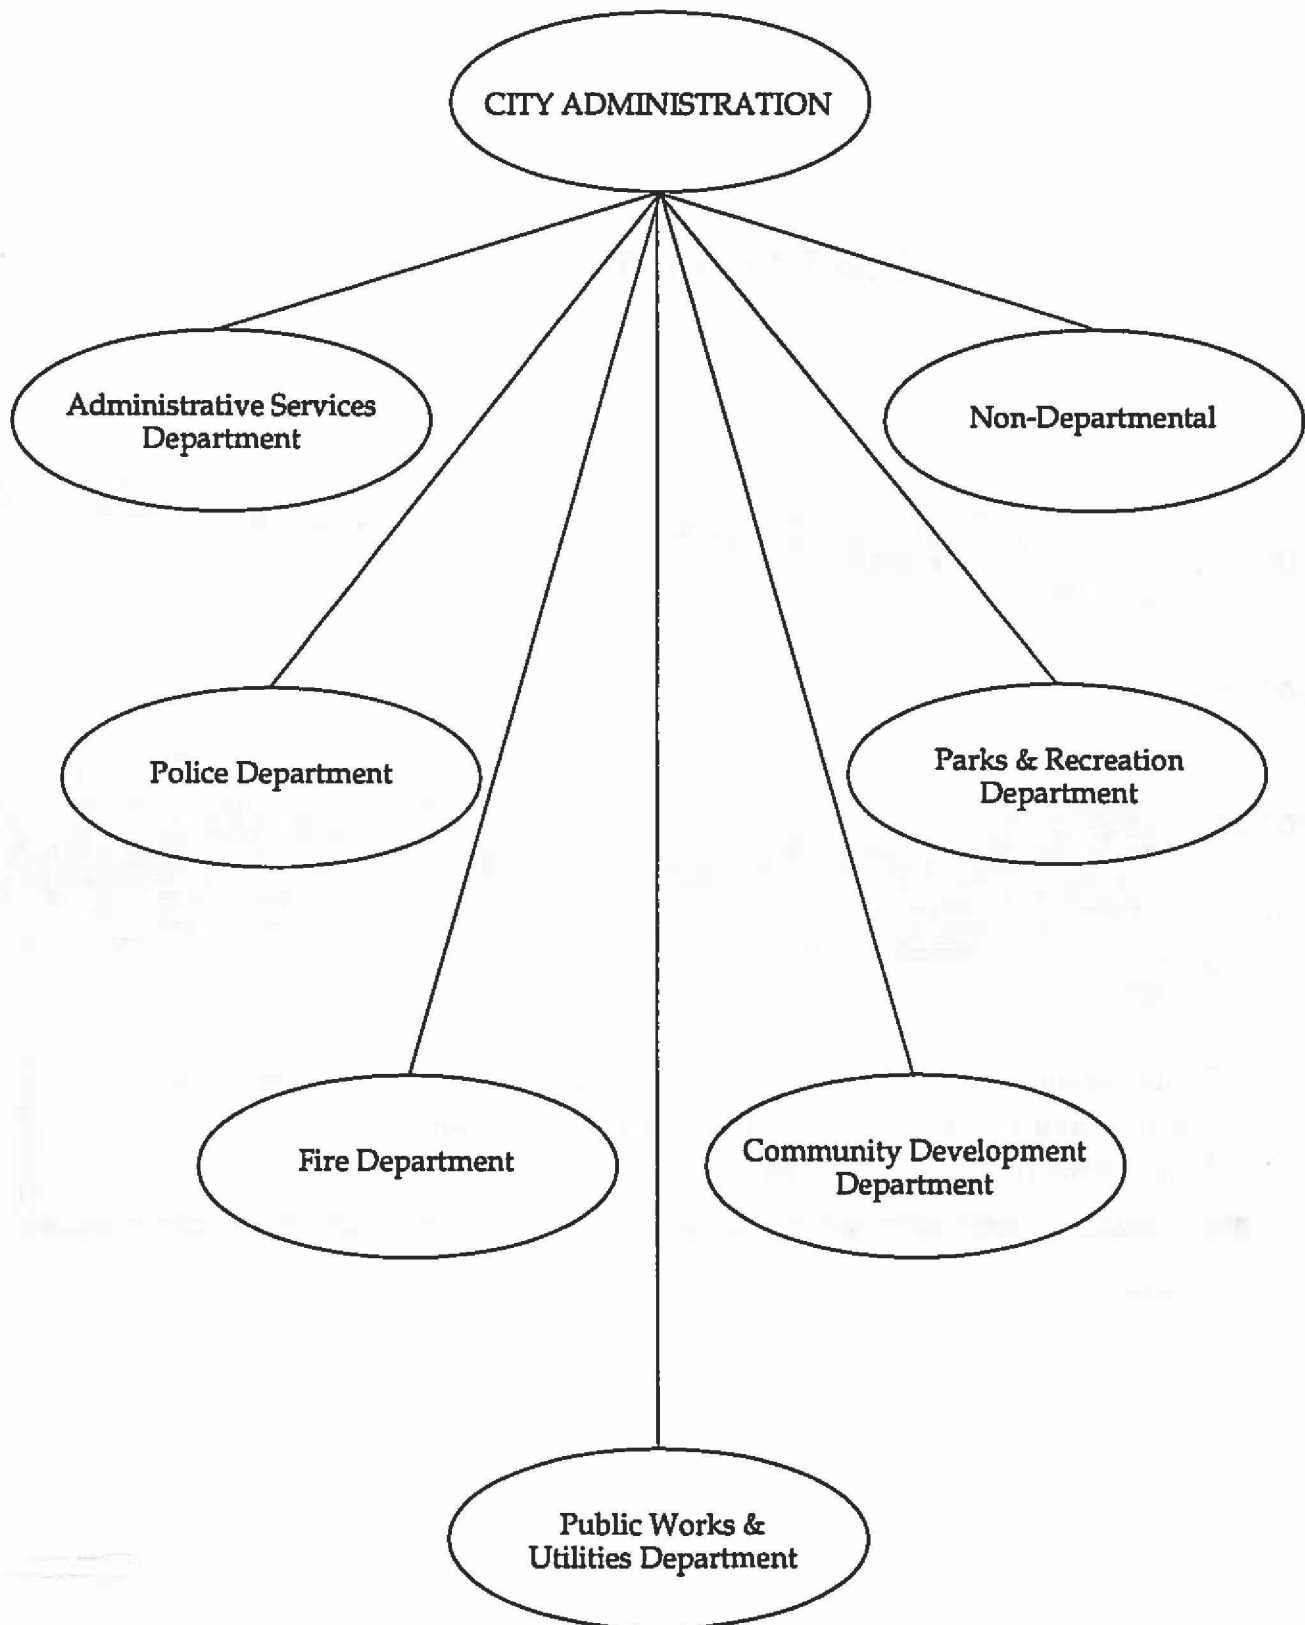 CITY ADMINISTRATION
Administrative Services
Department
Non-Departmental
Police Department
Parks & Recreation
Department
Fire Department
Community Development
Department
Public Works &
Utilities Department